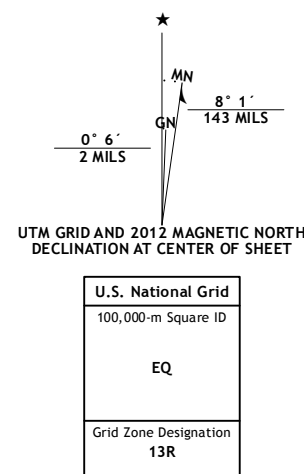 ★
MN
GN
8° 1´
143 MILS
0° 6´
2 MILS
UTM GRID AND 2012 MAGNETIC NORTH
DECLINATION AT CENTER OF SHEET
U.S. National Grid
100,000-m Square ID
EQ
Grid Zone Designation
13R